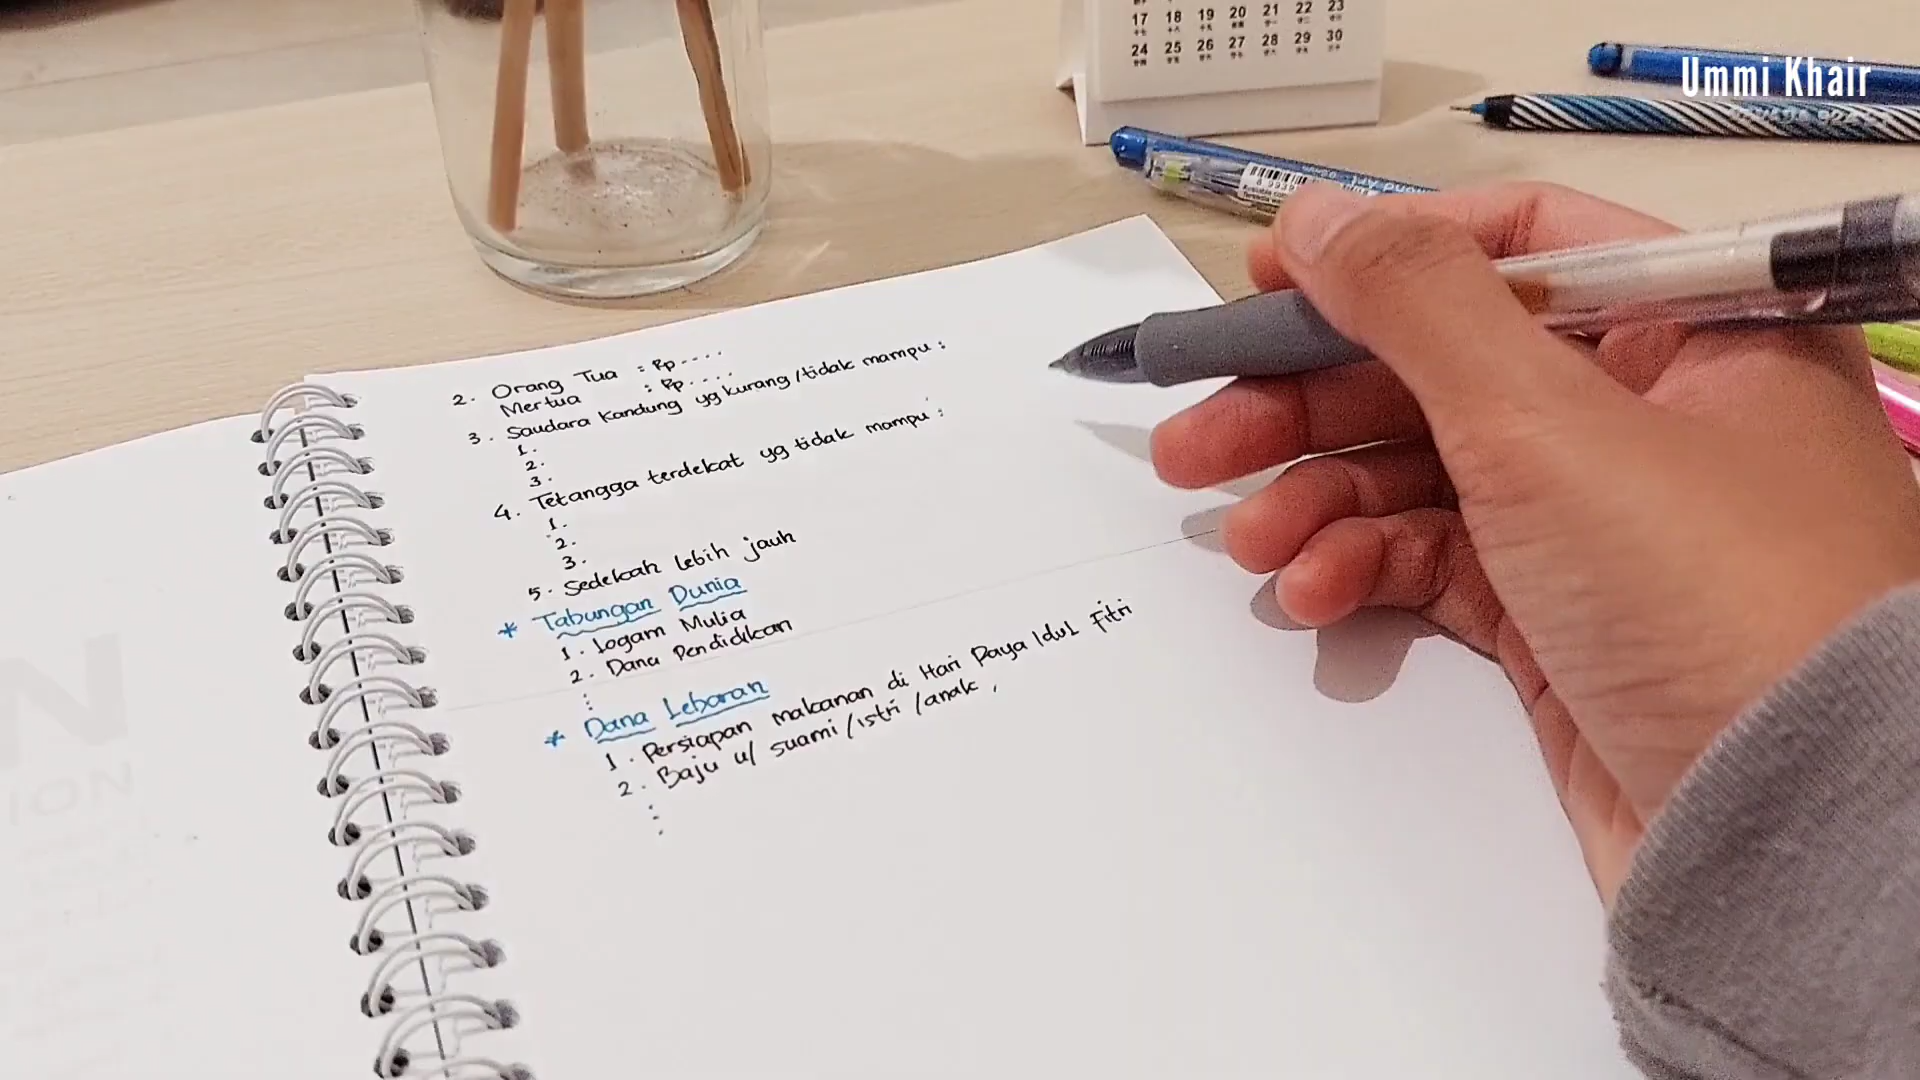 17 18 19 20 21 22 23
24 25 26 27 28 29 30
Ummi Khair
2. Orang Tua : Rp ....
Mertua : Rp ....
3. Saudara Kandung yg kurang /tidak mampu :
1.
2.
3.
4. Tetangga terdekat yg tidak mampu :
1.
2.
3.
5. Sedekah lebih jauh
* Tabungan Dunia
1. Logam Mulia
2. Dana Pendidikan
* Dana Lebaran
1. Persiapan makanan di Hari Raya Idul Fitri
2. Baju u/ suami /istri /anak ,